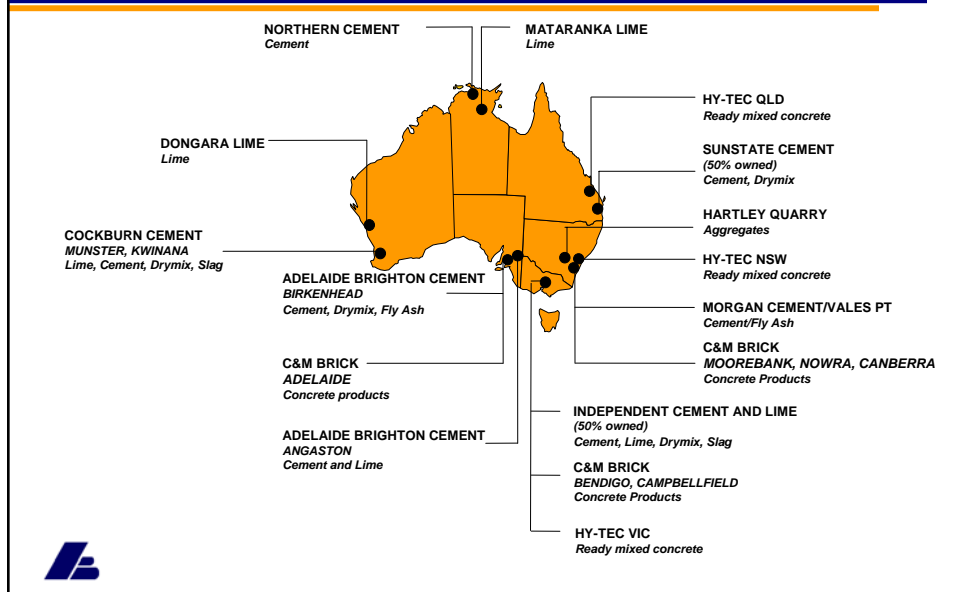 NORTHERN CEMENT
Cement
MATARANKA LIME
Lime
DONGARA LIME
Lime
COCKBURN CEMENT
MUNSTER, KWINANA
Lime, Cement, Drymix, Slag
ADELAIDE BRIGHTON CEMENT
BIRKENHEAD
Cement, Drymix, Fly Ash
C&M BRICK
ADELAIDE
Concrete products
ADELAIDE BRIGHTON CEMENT
ANGASTON
Cement and Lime
HY-TEC QLD
Ready mixed concrete
SUNSTATE CEMENT
(50% owned)
Cement, Drymix
HARTLEY QUARRY
Aggregates
HY-TEC NSW
Ready mixed concrete
MORGAN CEMENT/VALES PT
Cement/Fly Ash
C&M BRICK
MOOREBANK, NOWRA, CANBERRA
Concrete Products
INDEPENDENT CEMENT AND LIME
(50% owned)
Cement, Lime, Drymix, Slag
C&M BRICK
BENDIGO, CAMPBELLFIELD
Concrete Products
HY-TEC VIC
Ready mixed concrete